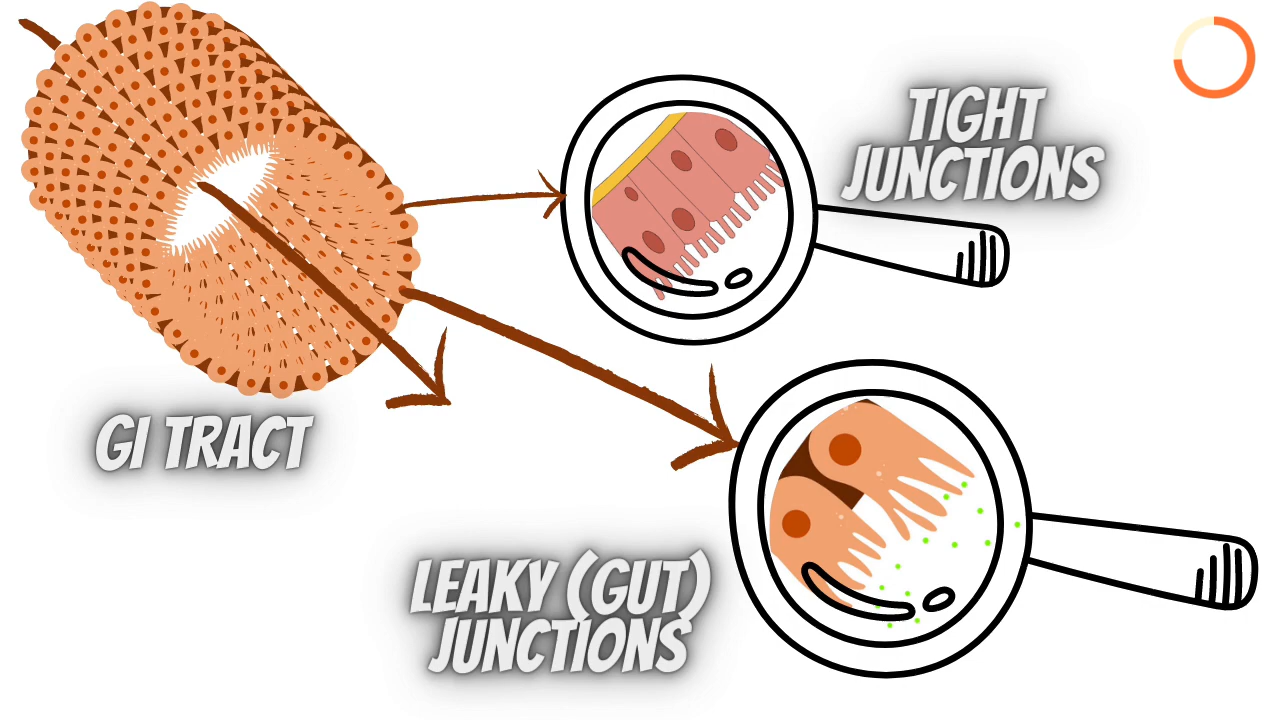 TIGHT
JUNCTIONS
GI TRACT
LEAKY (GUT)
JUNCTIONS